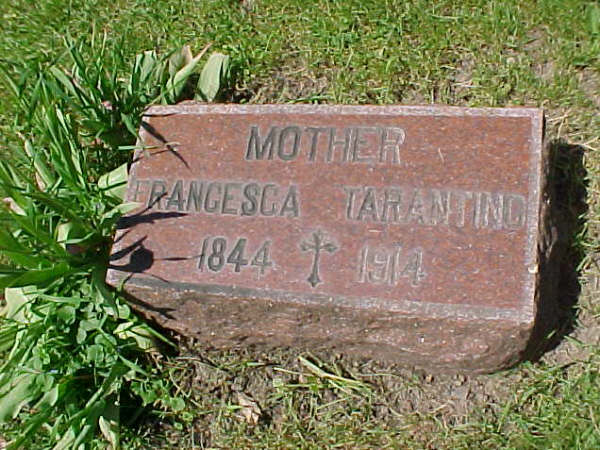 MOTHER
FRANCESCA TARANTINO
1844 † 1914